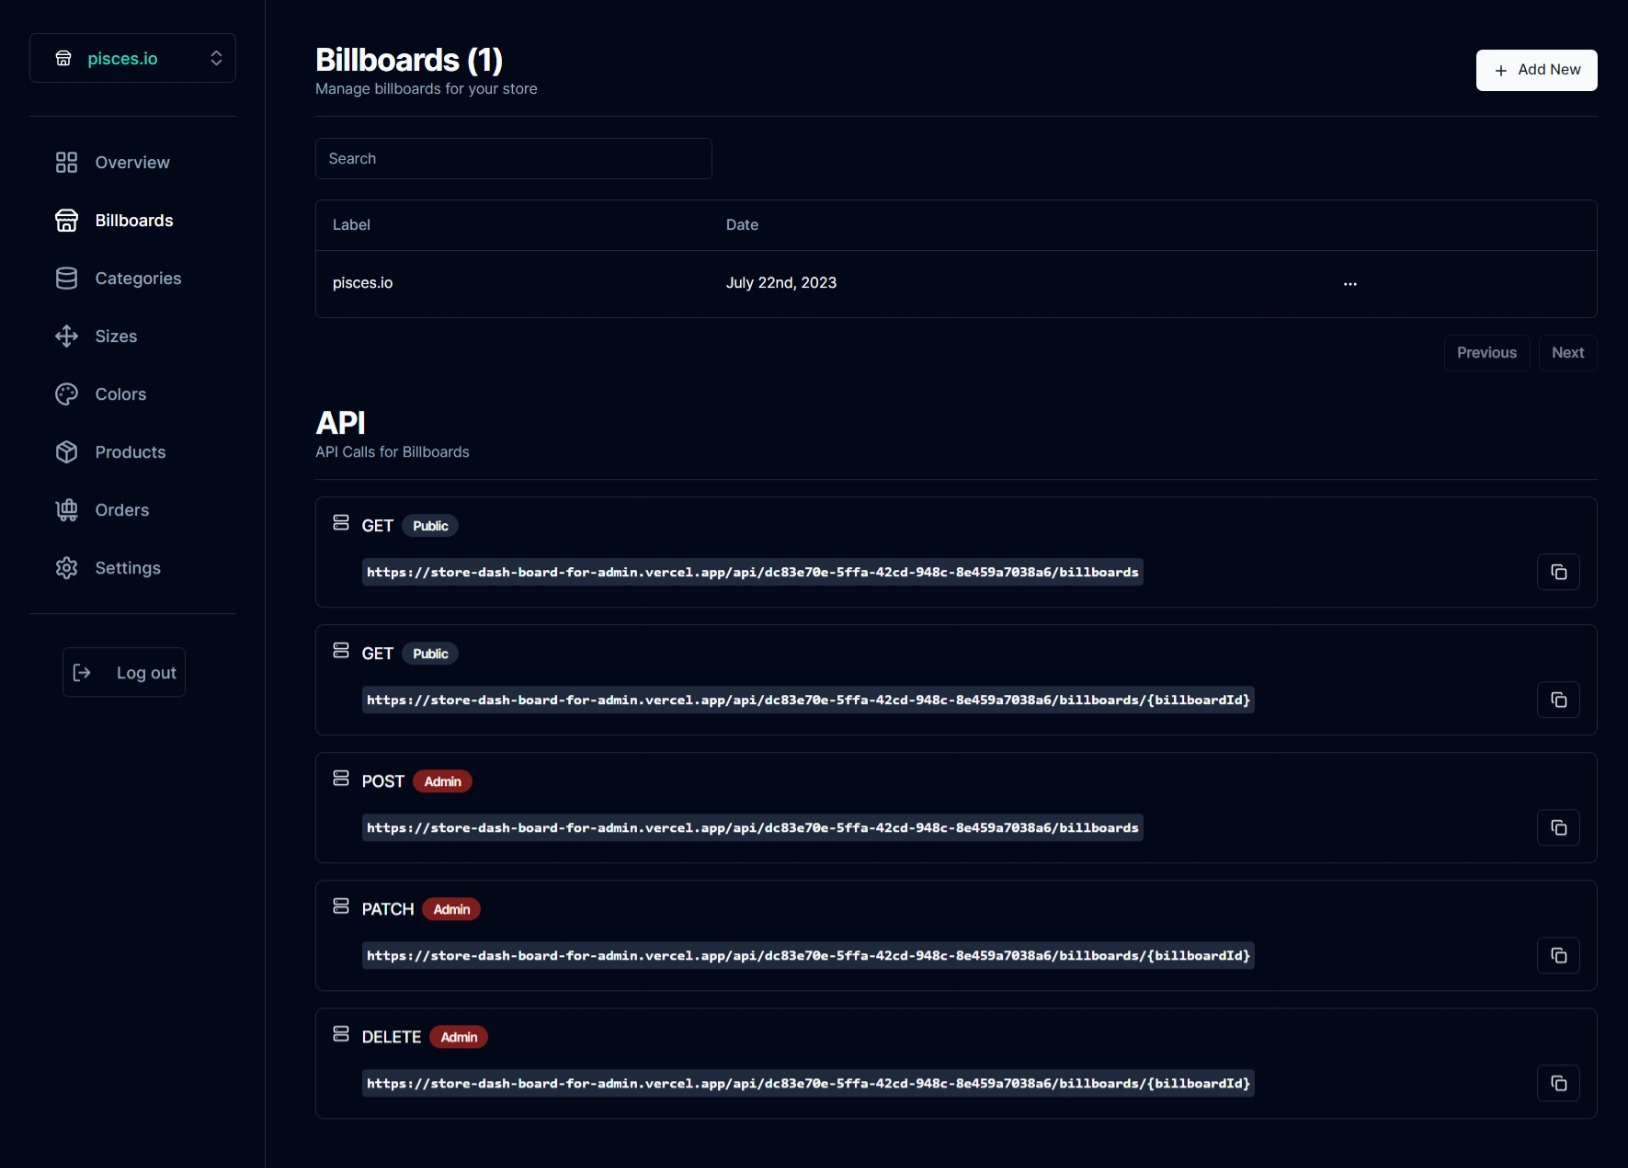 pisces.io
Overview
Billboards
Categories
Sizes
Colors
Products
Orders
Settings
Log out
Billboards (1)
Manage billboards for your store
+ Add New
Search
Label Date
pisces.io July 22nd, 2023 ...
Previous Next
API
API Calls for Billboards
GET Public
https://store-dash-board-for-admin.vercel.app/api/dc83e70e-5ffa-42cd-948c-8e459a7038a6/billboards
GET Public
https://store-dash-board-for-admin.vercel.app/api/dc83e70e-5ffa-42cd-948c-8e459a7038a6/billboards/{billboardId}
POST Admin
https://store-dash-board-for-admin.vercel.app/api/dc83e70e-5ffa-42cd-948c-8e459a7038a6/billboards
PATCH Admin
https://store-dash-board-for-admin.vercel.app/api/dc83e70e-5ffa-42cd-948c-8e459a7038a6/billboards/{billboardId}
DELETE Admin
https://store-dash-board-for-admin.vercel.app/api/dc83e70e-5ffa-42cd-948c-8e459a7038a6/billboards/{billboardId}